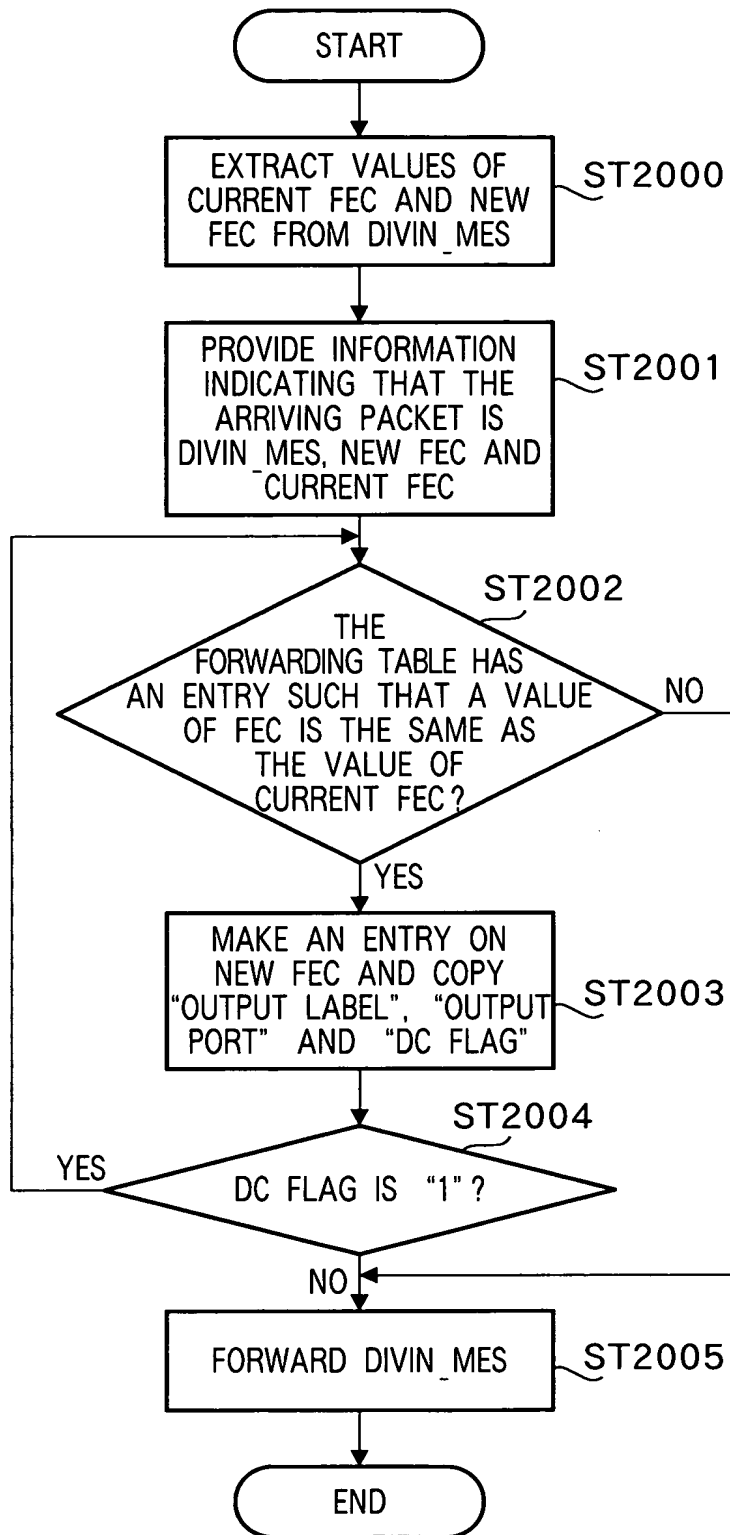 START
EXTRACT VALUES OF
CURRENT FEC AND NEW
FEC FROM DIVIN_MES
ST2000
PROVIDE INFORMATION
INDICATING THAT THE
ARRIVING PACKET IS
DIVIN_MES, NEW FEC AND
CURRENT FEC
ST2001
ST2002
THE
FORWARDING TABLE HAS
AN ENTRY SUCH THAT A VALUE
OF FEC IS THE SAME AS
THE VALUE OF
CURRENT FEC?
NO
YES
MAKE AN ENTRY ON
NEW FEC AND COPY
“OUTPUT LABEL”, “OUTPUT
PORT” AND “DC FLAG”
ST2003
ST2004
YES
DC FLAG IS “1”?
NO
FORWARD DIVIN_MES
ST2005
END